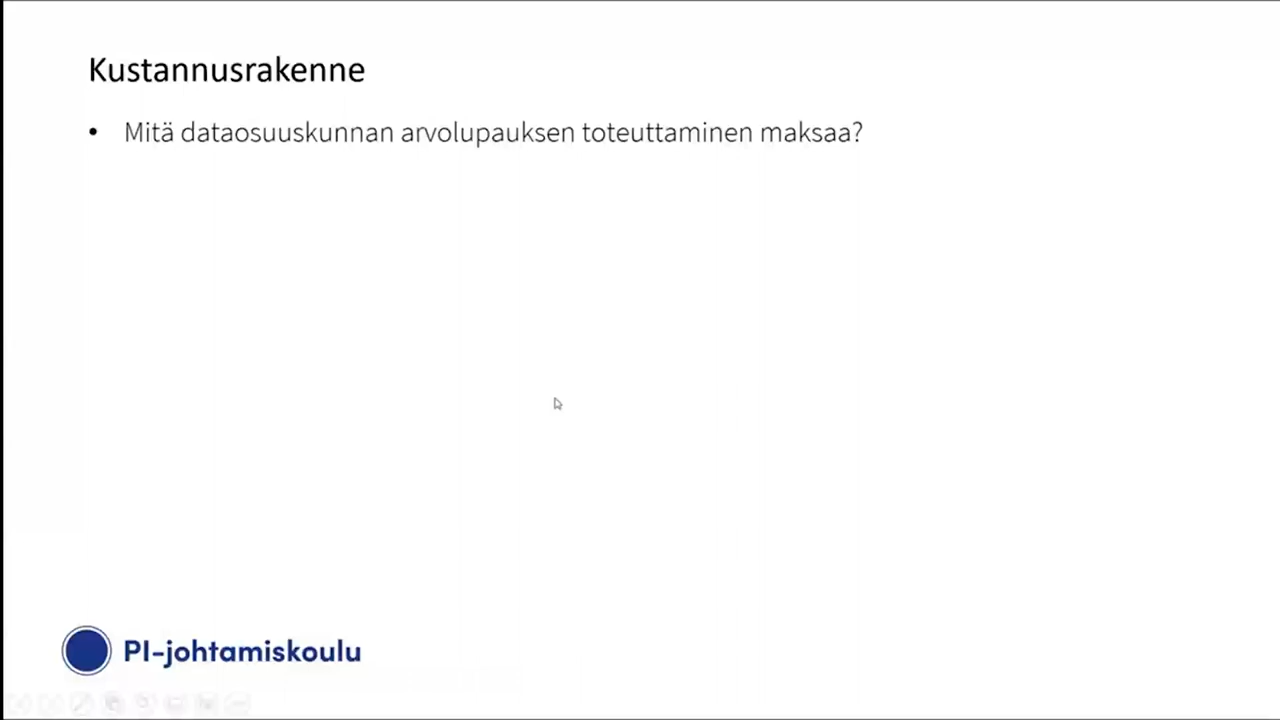 Kustannusrakenne
• Mitä dataosuuskunnan arvolupauksen toteuttaminen maksaa?
PI-johtamiskoulu